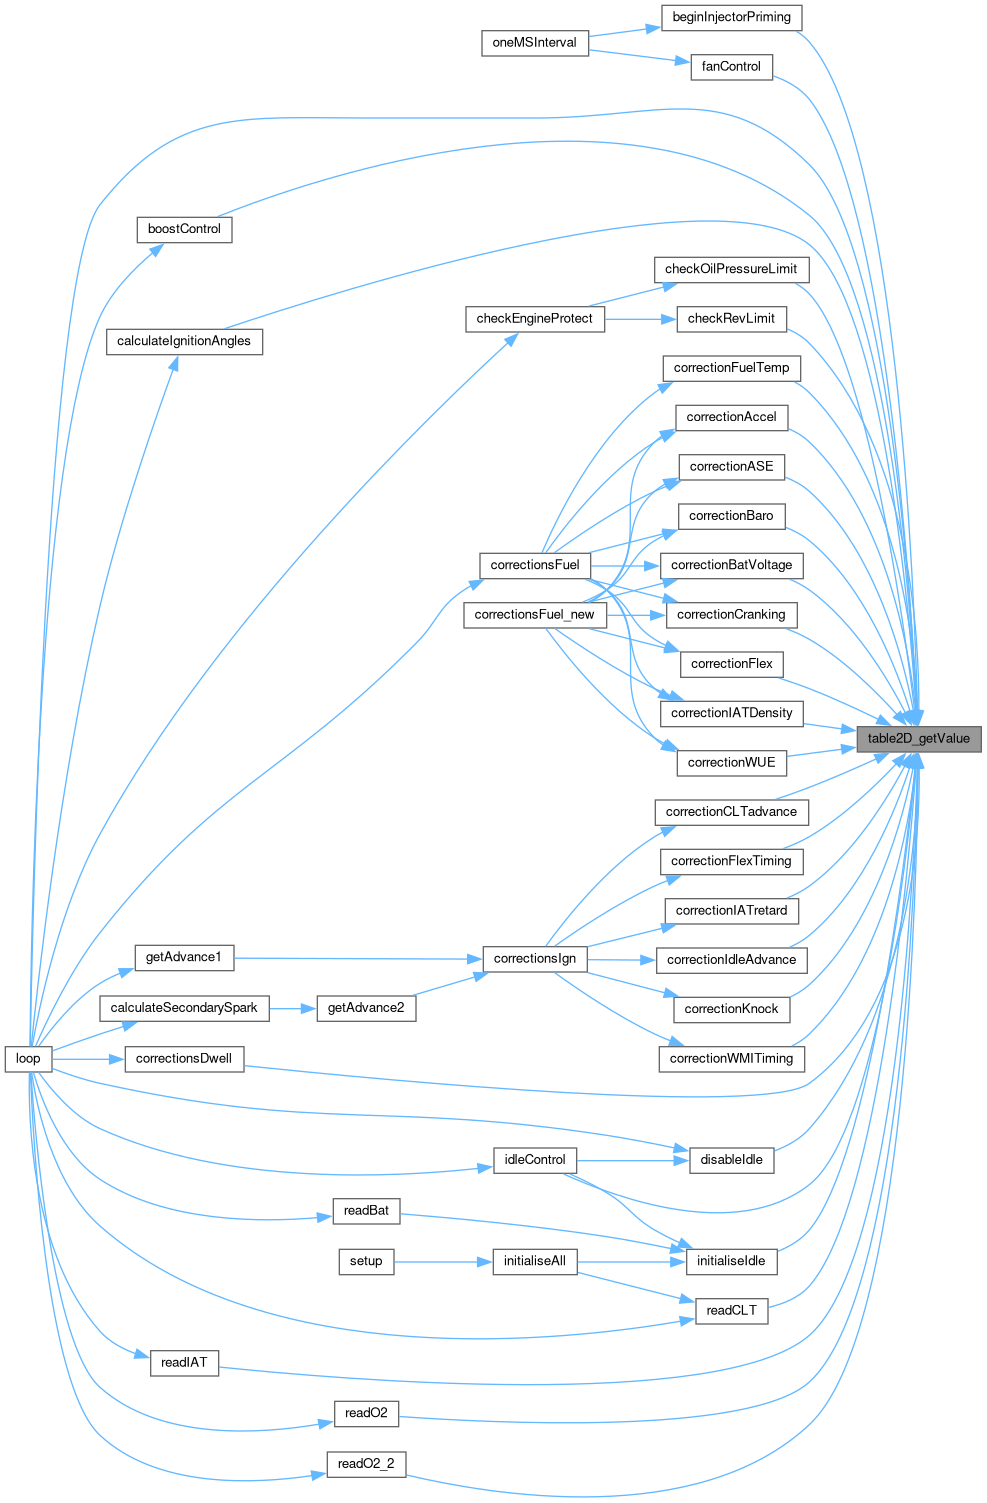 beginInjectorPriming
oneMSInterval
fanControl
boostControl
checkOilPressureLimit
checkEngineProtect
checkRevLimit
calculateIgnitionAngles
correctionFuelTemp
correctionAccel
correctionASE
correctionBaro
correctionsFuel
correctionBatVoltage
correctionsFuel_new
correctionCranking
correctionFlex
correctionIATDensity
table2D_getValue
correctionWUE
correctionCLTadvance
correctionFlexTiming
correctionIATretard
getAdvance1
correctionsIgn
correctionIdleAdvance
calculateSecondarySpark
getAdvance2
correctionKnock
loop
correctionsDwell
correctionWMITiming
idleControl
disableIdle
readBat
setup
initialiseAll
initialiseIdle
readCLT
readIAT
readO2
readO2_2